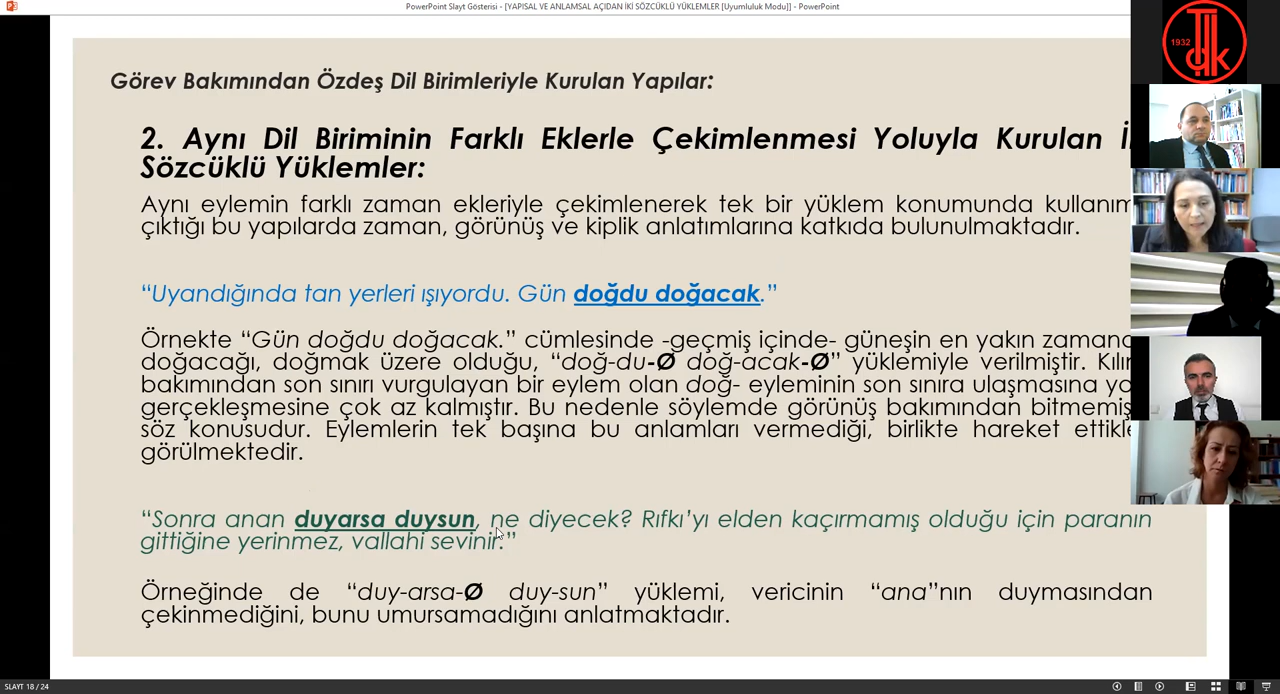 PowerPoint Slayt Gösterisi - [YAPISAL VE ANLAMSAL AÇIDAN İKİ SÖZCÜKLÜ YÜKLEMLER [Uyumluluk Modu]] - PowerPoint
1932
Görev Bakımından Özdeş Dil Birimleriyle Kurulan Yapılar:
2. Aynı Dil Biriminin Farklı Eklerle Çekimlenmesi Yoluyla Kurulan
Sözcüklü Yüklemler:
Aynı eylemin farklı zaman ekleriyle çekimlenerek tek bir yüklem konumunda kullanım
çıktığı bu yapılarda zaman, görünüş ve kiplik anlatımlarına katkıda bulunulmaktadır.
“Uyandığında tan yerleri ışıyordu. Gün doğdu doğacak.”
Örnekte “Gün doğdu doğacak.” cümlesinde -geçmiş içinde- güneşin en yakın zaman
doğacağı, doğmak üzere olduğu, “doğ-du-Ø doğ-acak-Ø” yüklemiyle verilmiştir. Kılın
bakımından son sınırı vurgulayan bir eylem olan doğ- eyleminin son sınıra ulaşmasına ya
gerçekleşmesine çok az kalmıştır. Bu nedenle söylemde görünüş bakımından bitmemiş
söz konusudur. Eylemlerin tek başına bu anlamları vermediği, birlikte hareket ettikle
görülmektedir.
“Sonra anan duyarsa duysun, ne diyecek? Rıfkı’yı elden kaçırmamış olduğu için paranın
gittiğine yerinmez, vallahi sevinir.”
Örneğinde de “duy-arsa-Ø duy-sun” yüklemi, vericinin “ana”nın duymasından
çekinmediğini, bunu umursamadığını anlatmaktadır.
SLAYT 18 / 24